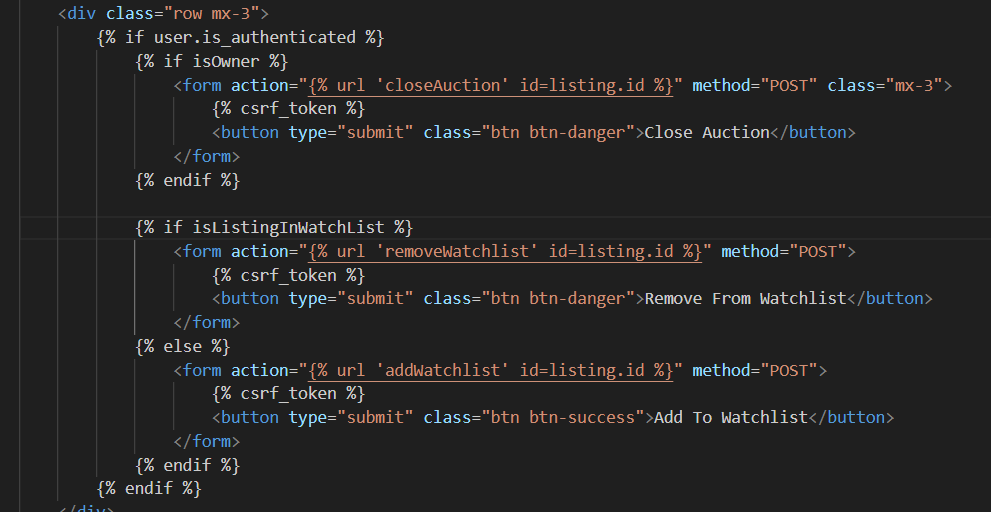 <div class="row mx-3">
{% if user.is_authenticated %}
{% if isOwner %}
<form action="{% url 'closeAuction' id=listing.id %}" method="POST" class="mx-3">
{% csrf_token %}
<button type="submit" class="btn btn-danger">Close Auction</button>
</form>
{% endif %}
{% if isListingInWatchList %}
<form action="{% url 'removeWatchlist' id=listing.id %}" method="POST">
{% csrf_token %}
<button type="submit" class="btn btn-danger">Remove From Watchlist</button>
</form>
{% else %}
<form action="{% url 'addWatchlist' id=listing.id %}" method="POST">
{% csrf_token %}
<button type="submit" class="btn btn-success">Add To Watchlist</button>
</form>
{% endif %}
{% endif %}
</div>